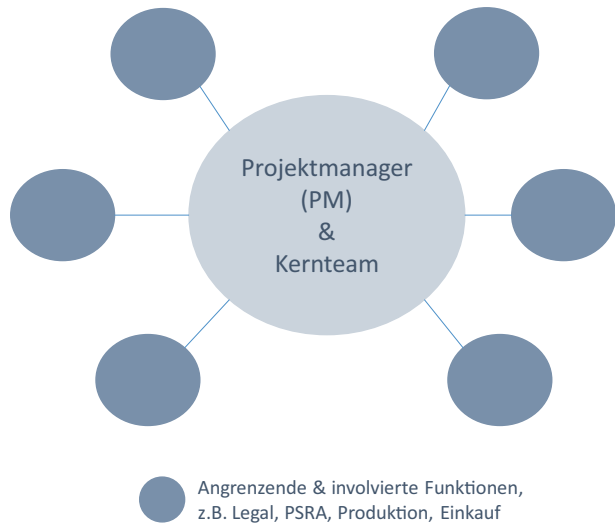 Projektmanager
(PM)
&
Kernteam
Angrenzende & involvierte Funktionen,
z.B. Legal, PSRA, Produktion, Einkauf